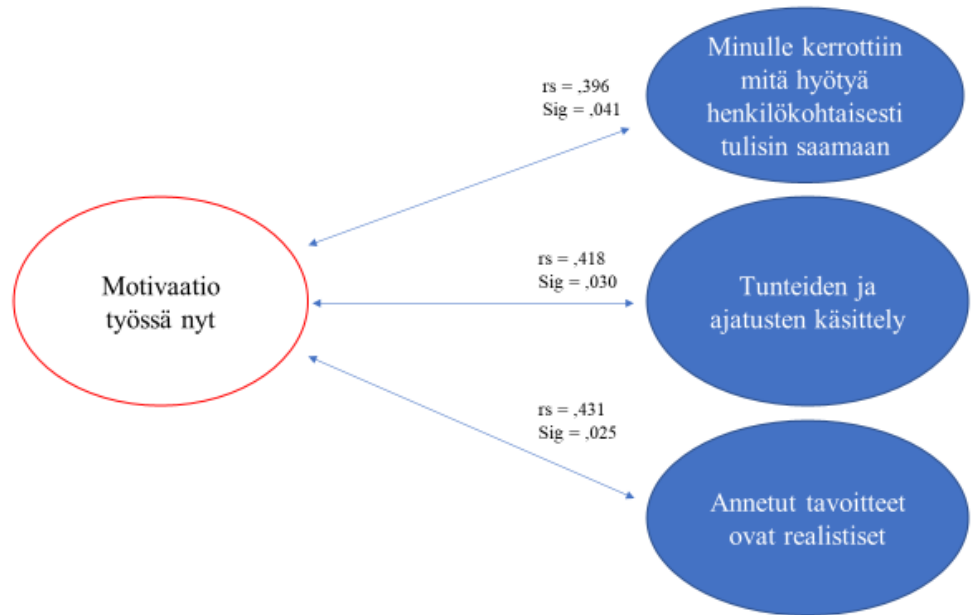 Minulle kerrottiin
mitä hyötyä
henkilökohtaisesti
tulisin saamaan
rs = ,396
Sig = ,041
Motivaatio
työssä nyt
rs = ,418
Sig = ,030
Tunteiden ja
ajatusten käsittely
rs = ,431
Sig = ,025
Annetut tavoitteet
ovat realistiset